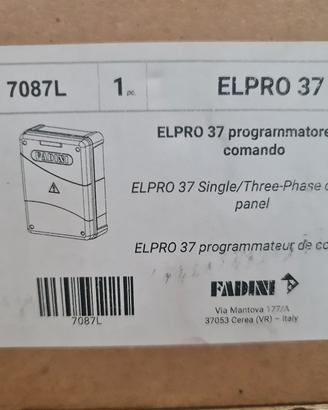 7087L
1 pc.
ELPRO 37
ELPRO 37 programmatore
comando
ELPRO 37 Single/Three-Phase
panel
ELPRO 37 programmateur de co
FADINI
FADINI
Via Mantova 177/A
37053 Cerea (VR) – Italy
7087L